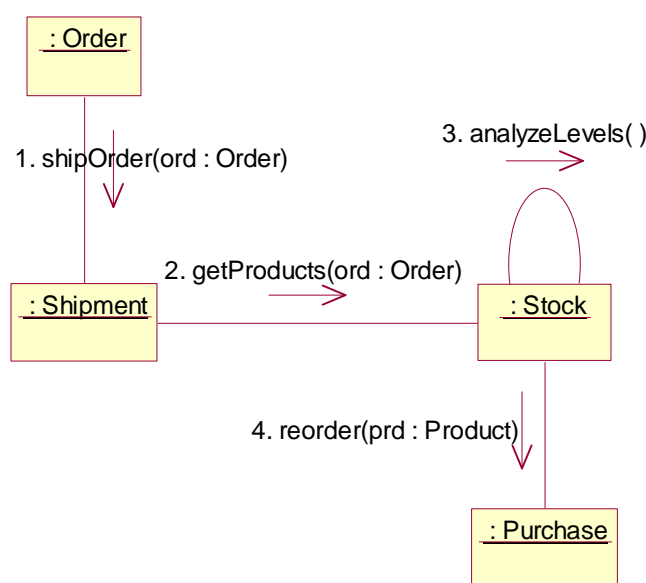 : Order
3. analyzeLevels( )
1. shipOrder(ord : Order)
2. getProducts(ord : Order)
: Shipment
: Stock
4. reorder(prd : Product)
: Purchase